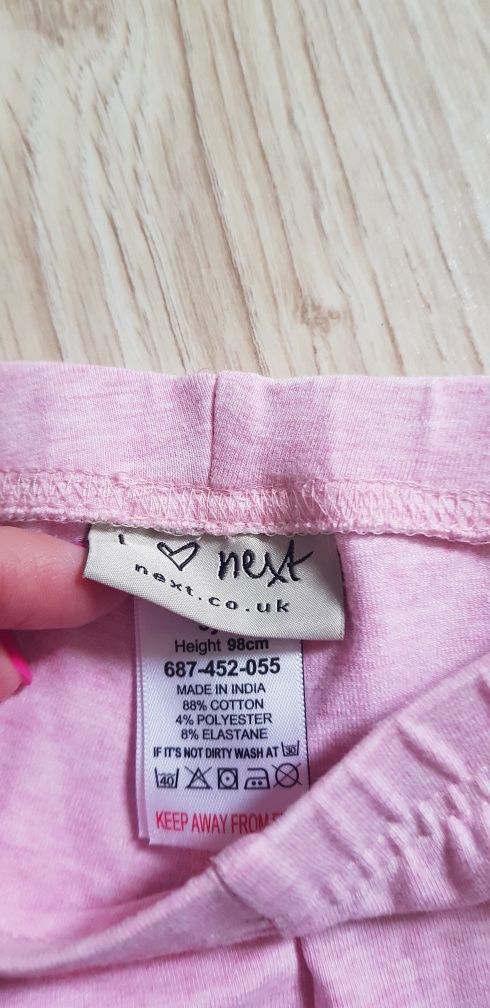 I ♡ next
next.co.uk
Height 98cm
687-452-055
MADE IN INDIA
88% COTTON
4% POLYESTER
8% ELASTANE
IF IT'S NOT DIRTY WASH AT 30
40
KEEP AWAY FROM